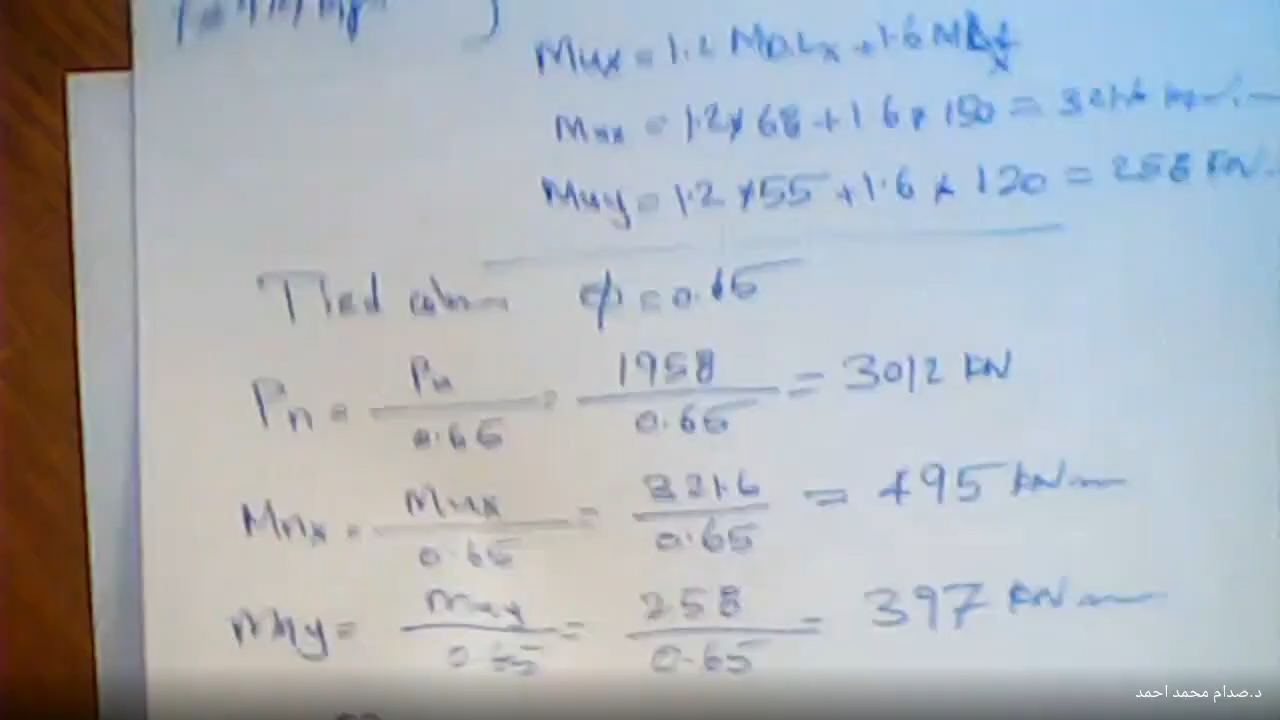 Mux = 1.2 MDLx + 1.6 MLLx
Mux = 1.2 * 68 + 1.6 * 150 = 321.6 kN.m
Muy = 1.2 * 55 + 1.6 * 120 = 258 kN.
Tied column φ = 0.65
Pn = Pu / 0.65 = 1958 / 0.65 = 3012 kN
Mnx = Mux / 0.65 = 321.6 / 0.65 = 495 kN.m
Mny = Muy / 0.65 = 258 / 0.65 = 397 kN.m
د.صدام محمد احمد